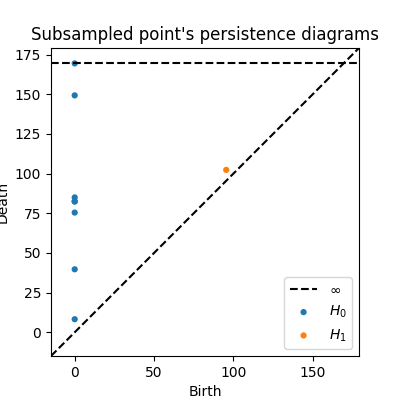 Subsampled point's persistence diagrams
175
150
125
100
75
50
25
0
Death
0
50
100
150
Birth
∞
H₀
H₁